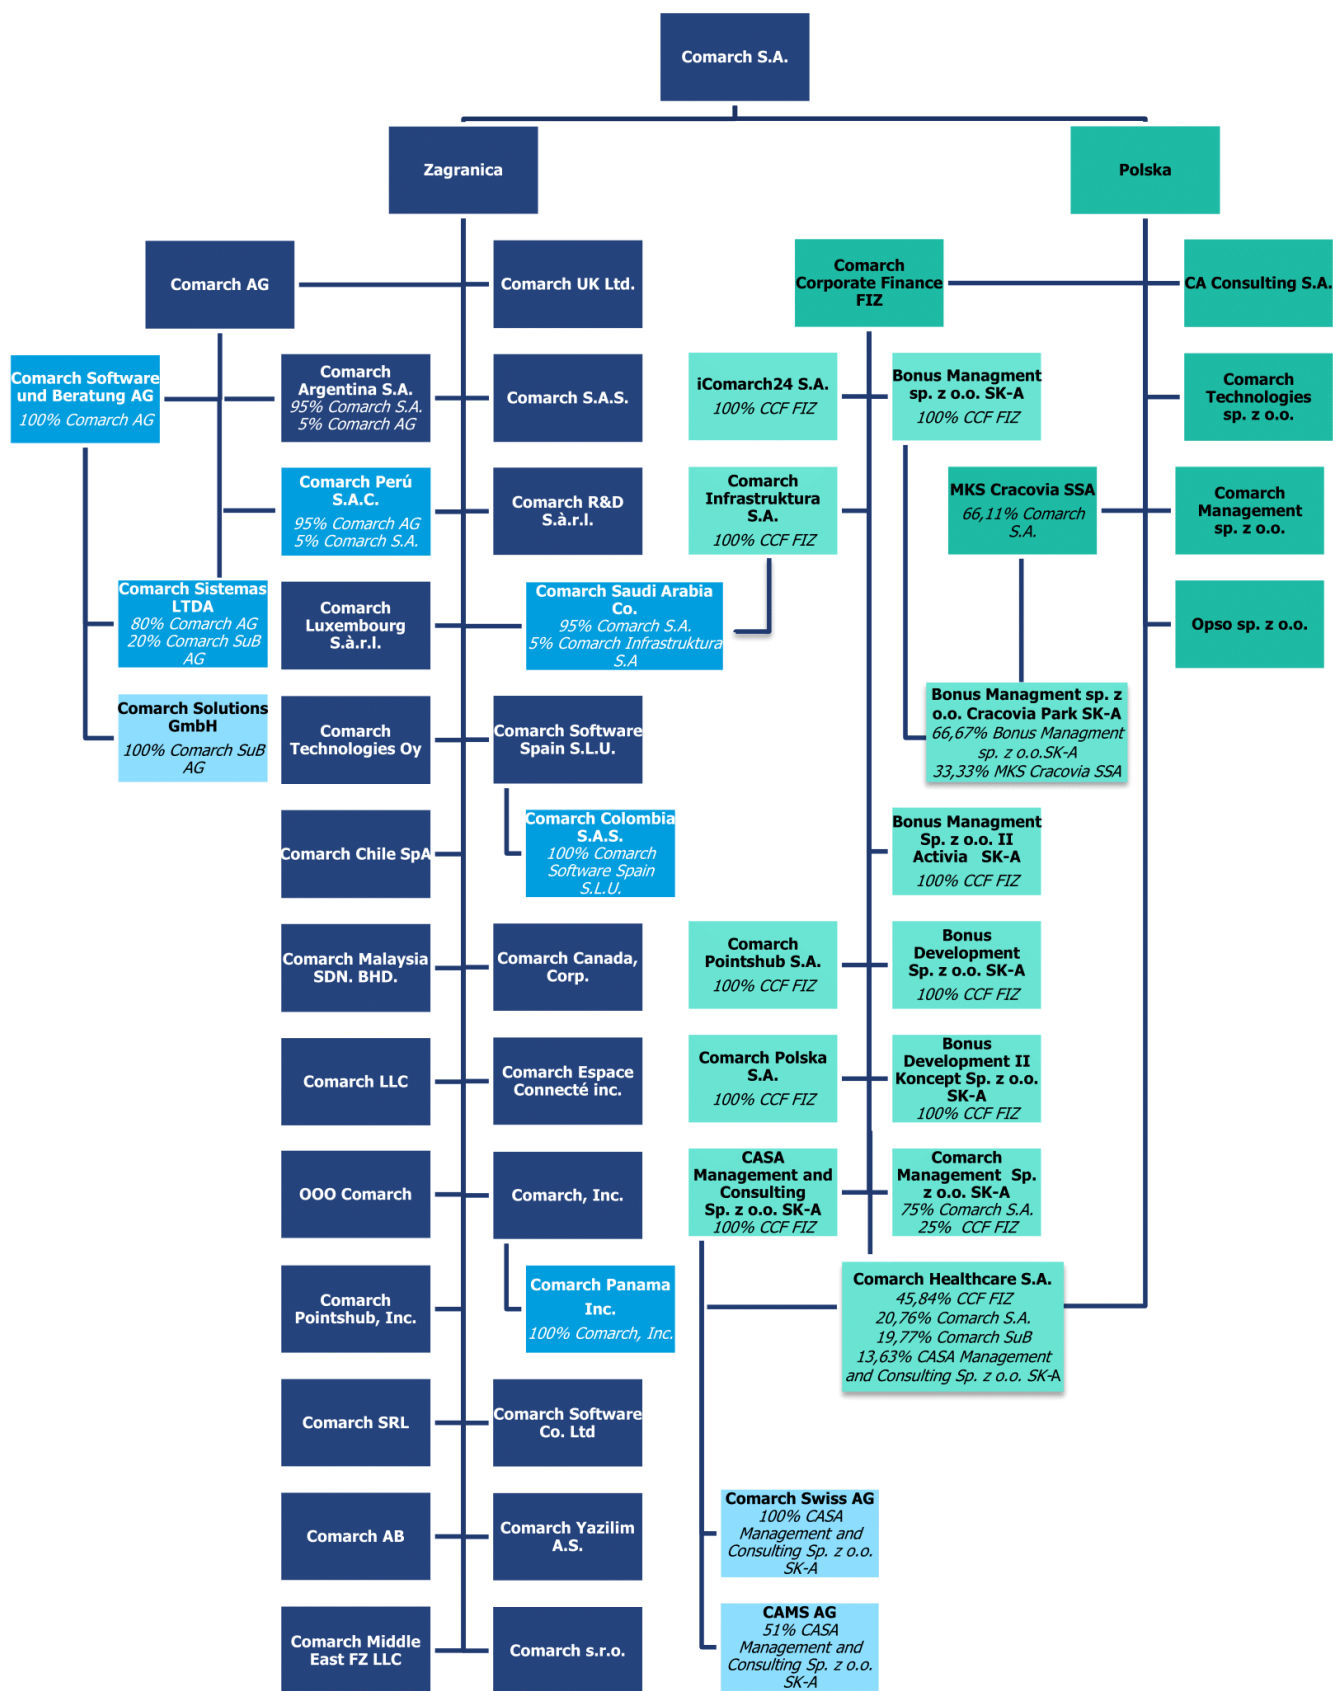 Comarch S.A.
Zagranica
Polska
Comarch AG
Comarch UK Ltd.
Comarch
Corporate Finance
FIZ
CA Consulting S.A.
Comarch Software
und Beratung AG
100% Comarch AG
Comarch
Argentina S.A.
95% Comarch S.A.
5% Comarch AG
Comarch S.A.S.
iComarch24 S.A.
100% CCF FIZ
Bonus Managment
sp. z o.o. SK-A
100% CCF FIZ
Comarch
Technologies
sp. z o.o.
Comarch Perú
S.A.C.
95% Comarch AG
5% Comarch S.A.
Comarch R&D
S.à.r.l.
Comarch
Infrastruktura
S.A.
100% CCF FIZ
MKS Cracovia SSA
66,11% Comarch
S.A.
Comarch
Management
sp. z o.o.
Comarch Sistemas
LTDA
80% Comarch AG
20% Comarch SuB
AG
Comarch
Luxembourg
S.à.r.l.
Comarch Saudi Arabia
Co.
95% Comarch S.A.
5% Comarch Infrastruktura
S.A
Opso sp. z o.o.
Comarch Solutions
GmbH
100% Comarch SuB
AG
Comarch
Technologies Oy
Comarch Software
Spain S.L.U.
Bonus Managment sp. z
o.o. Cracovia Park SK-A
66,67% Bonus Managment
sp. z o.o.SK-A
33,33% MKS Cracovia SSA
Comarch Chile SpA
Comarch Colombia
S.A.S.
100% Comarch
Software Spain
S.L.U.
Bonus Managment
Sp. z o.o. II
Activia SK-A
100% CCF FIZ
Comarch Malaysia
SDN. BHD.
Comarch Canada,
Corp.
Comarch
Pointshub S.A.
100% CCF FIZ
Bonus
Development
Sp. z o.o. SK-A
100% CCF FIZ
Comarch LLC
Comarch Espace
Connecté inc.
Comarch Polska
S.A.
100% CCF FIZ
Bonus
Development II
Koncept Sp. z o.o.
SK-A
100% CCF FIZ
OOO Comarch
Comarch, Inc.
CASA
Management and
Consulting
Sp. z o.o. SK-A
100% CCF FIZ
Comarch
Management Sp.
z o.o. SK-A
75% Comarch S.A.
25% CCF FIZ
Comarch
Pointshub, Inc.
Comarch Panama
Inc.
100% Comarch, Inc.
Comarch Healthcare S.A.
45,84% CCF FIZ
20,76% Comarch S.A.
19,77% Comarch SuB
13,63% CASA Management
and Consulting Sp. z o.o. SK-A
Comarch SRL
Comarch Software
Co. Ltd
Comarch AB
Comarch Yazilim
A.S.
Comarch Swiss AG
100% CASA
Management and
Consulting Sp. z o.o.
SK-A
Comarch Middle
East FZ LLC
Comarch s.r.o.
CAMS AG
51% CASA
Management and
Consulting Sp. z o.o.
SK-A